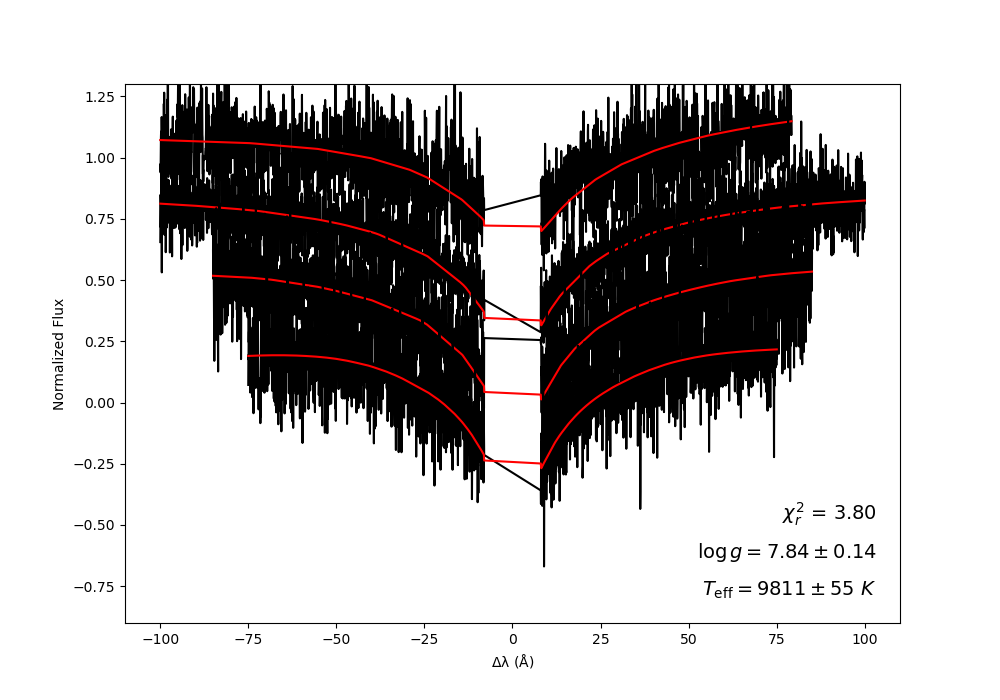 1.25
1.00
0.75
0.50
0.25
0.00
−0.25
−0.50
−0.75
Normalized Flux
χ²ᵣ = 3.80
log g = 7.84 ± 0.14
T_eff = 9811 ± 55 K
−100 −75 −50 −25 0 25 50 75 100
Δλ (Å)